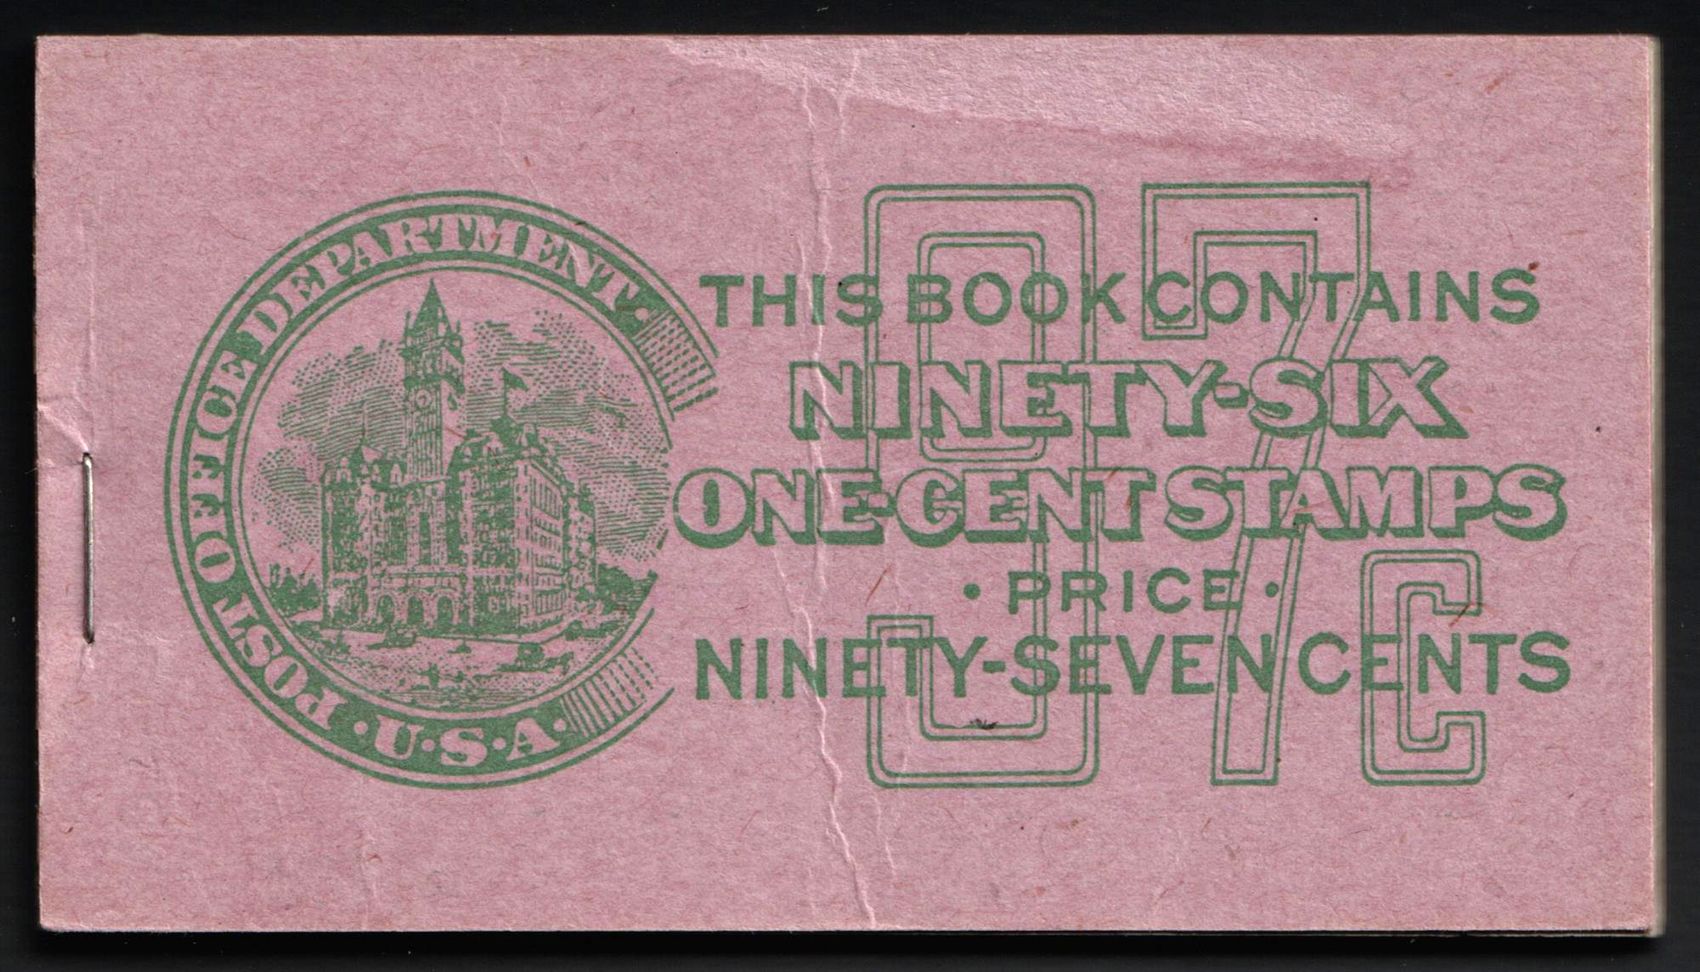 POST OFFICE DEPARTMENT · U · S · A ·
97c
THIS BOOK CONTAINS
NINETY-SIX
ONE-CENT STAMPS
· PRICE ·
NINETY-SEVEN CENTS